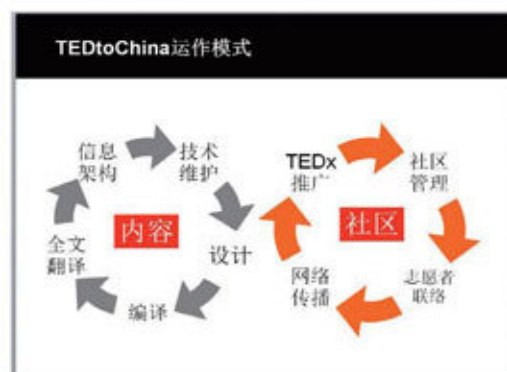 TEDtoChina运作模式
信息
架构
技术
维护
内容
设计
编译
全文
翻译
TEDx
推广
社区
管理
社区
志愿者
联络
网络
传播